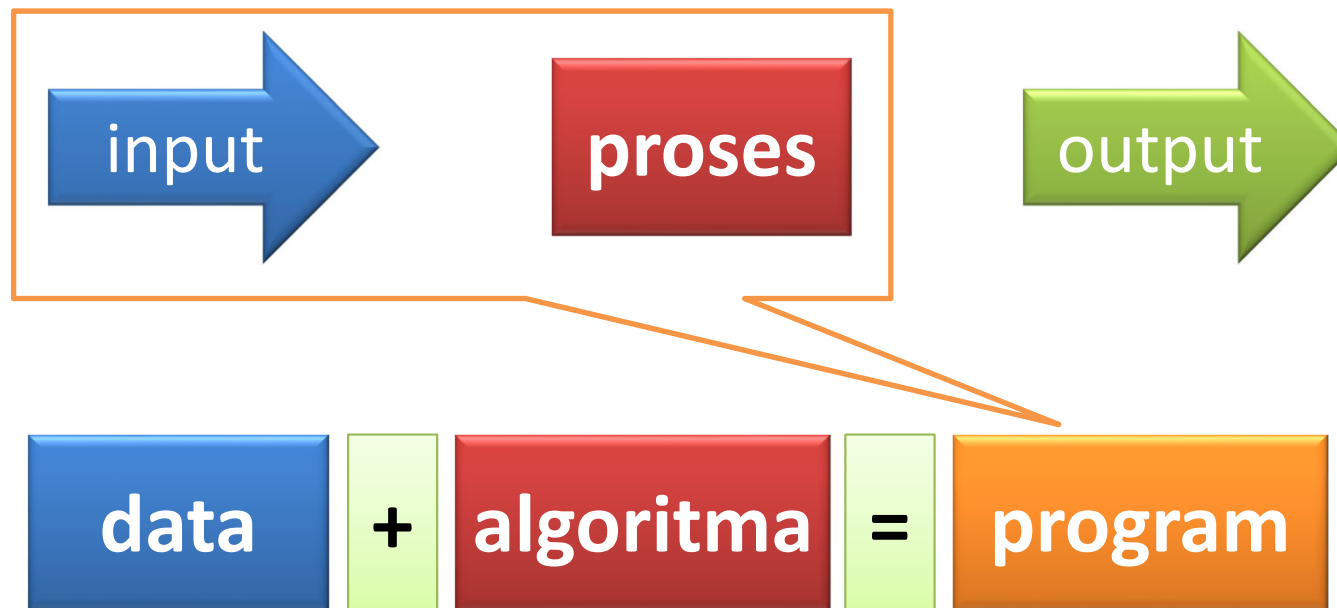 input proses output
data + algoritma = program